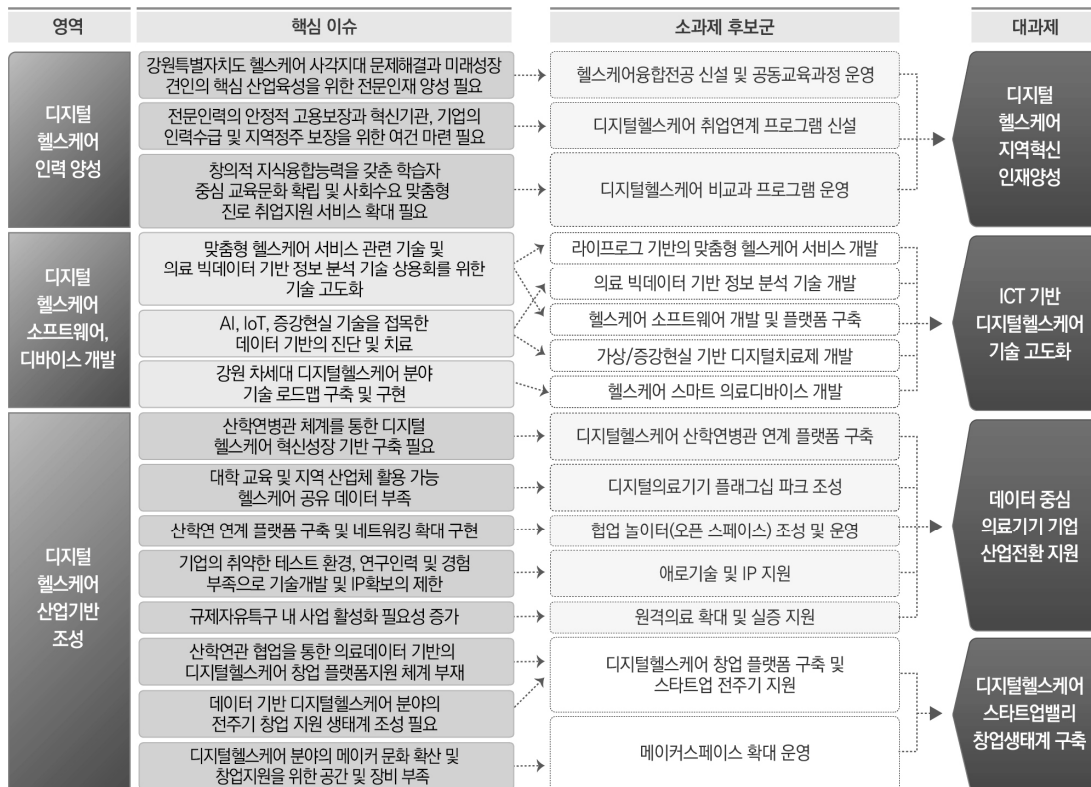 영역
핵심 이슈
소과제 후보군
대과제
디지털
헬스케어
인력 양성
강원특별자치도 헬스케어 사각지대 문제해결과 미래성장
견인의 핵심 산업육성을 위한 전문인재 양성 필요
헬스케어융합전공 신설 및 공동교육과정 운영
전문인력의 안정적 고용보장과 혁신기관, 기업의
인력수급 및 지역정주 보장을 위한 여건 마련 필요
디지털헬스케어 취업연계 프로그램 신설
창의적 지식융합능력을 갖춘 학습자
중심 교육문화 확립 및 사회수요 맞춤형
진로 취업지원 서비스 확대 필요
디지털헬스케어 비교과 프로그램 운영
디지털
헬스케어
지역혁신
인재양성
디지털
헬스케어
소프트웨어,
디바이스 개발
맞춤형 헬스케어 서비스 관련 기술 및
의료 빅데이터 기반 정보 분석 기술 상용화를 위한
기술 고도화
AI, IoT, 증강현실 기술을 접목한
데이터 기반의 진단 및 치료
강원 차세대 디지털헬스케어 분야
기술 로드맵 구축 및 구현
라이프로그 기반의 맞춤형 헬스케어 서비스 개발
의료 빅데이터 기반 정보 분석 기술 개발
헬스케어 소프트웨어 개발 및 플랫폼 구축
가상/증강현실 기반 디지털치료제 개발
헬스케어 스마트 의료디바이스 개발
ICT 기반
디지털헬스케어
기술 고도화
디지털
헬스케어
산업기반
조성
산학연병관 체계를 통한 디지털
헬스케어 혁신성장 기반 구축 필요
디지털헬스케어 산학연병관 연계 플랫폼 구축
대학 교육 및 지역 산업체 활용 가능
헬스케어 공유 데이터 부족
디지털의료기기 플래그십 파크 조성
산학연 연계 플랫폼 구축 및 네트워킹 확대 구현
협업 놀이터(오픈 스페이스) 조성 및 운영
기업의 취약한 테스트 환경, 연구인력 및 경험
부족으로 기술개발 및 IP확보의 제한
애로기술 및 IP 지원
규제자유특구 내 사업 활성화 필요성 증가
원격의료 확대 및 실증 지원
데이터 중심
의료기기 기업
산업전환 지원
산학연관 협업을 통한 의료데이터 기반의
디지털헬스케어 창업 플랫폼지원 체계 부재
데이터 기반 디지털헬스케어 분야의
전주기 창업 지원 생태계 조성 필요
디지털헬스케어 창업 플랫폼 구축 및
스타트업 전주기 지원
디지털헬스케어 분야의 메이커 문화 확산 및
창업지원을 위한 공간 및 장비 부족
메이커스페이스 확대 운영
디지털헬스케어
스타트업밸리
창업생태계 구축